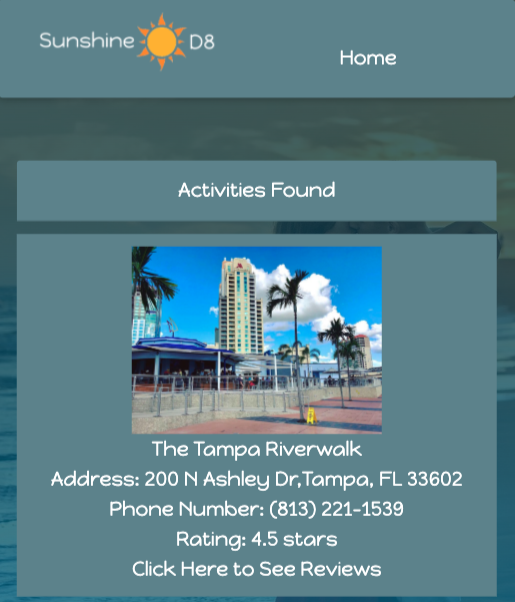 Sunshine D8
Home
Activities Found
The Tampa Riverwalk
Address: 200 N Ashley Dr,Tampa, FL 33602
Phone Number: (813) 221-1539
Rating: 4.5 stars
Click Here to See Reviews